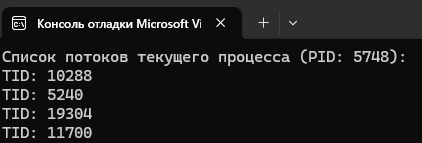 Консоль отладки Microsoft Vi
Список потоков текущего процесса (PID: 5748):
TID: 10288
TID: 5240
TID: 19304
TID: 11700